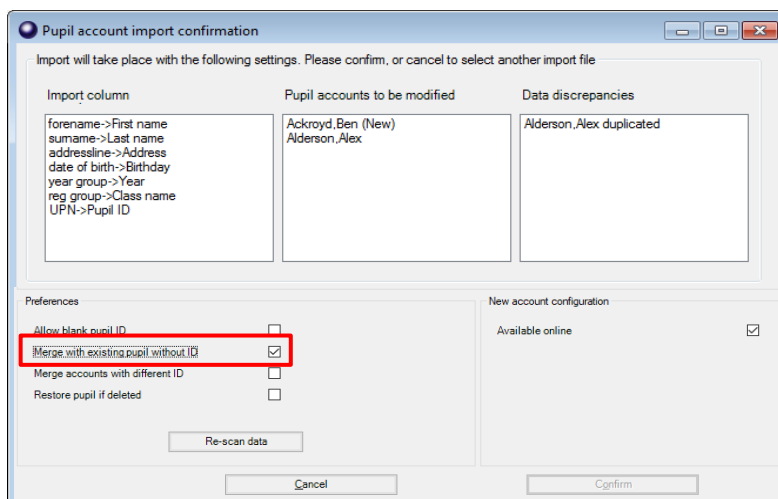 Pupil account import confirmation
Import will take place with the following settings. Please confirm, or cancel to select another import file
Import column
forename->First name
surname->Last name
addressline->Address
date of birth->Birthday
year group->Year
reg group->Class name
UPN->Pupil ID
Pupil accounts to be modified
Ackroyd,Ben (New)
Alderson,Alex
Data discrepancies
Alderson,Alex duplicated
Preferences
Allow blank pupil ID
Merge with existing pupil without ID
Merge accounts with different ID
Restore pupil if deleted
Re-scan data
New account configuration
Available online
Cancel
Confirm